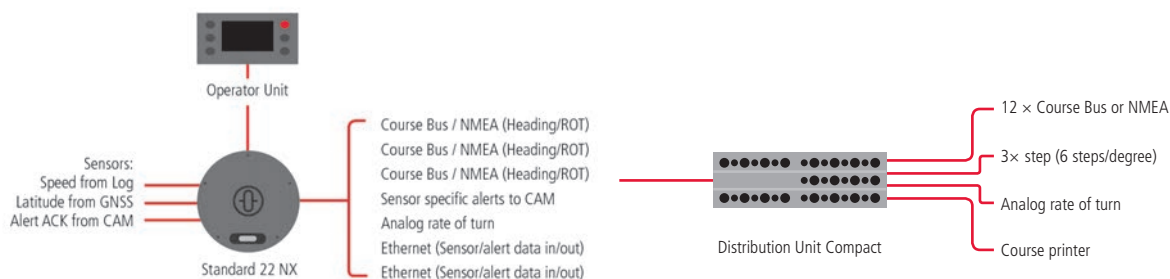 Operator Unit
Sensors:
Speed from Log
Latitude from GNSS
Alert ACK from CAM
Standard 22 NX
Course Bus / NMEA (Heading/ROT)
Course Bus / NMEA (Heading/ROT)
Course Bus / NMEA (Heading/ROT)
Sensor specific alerts to CAM
Analog rate of turn
Ethernet (Sensor/alert data in/out)
Ethernet (Sensor/alert data in/out)
Distribution Unit Compact
12 × Course Bus or NMEA
3× step (6 steps/degree)
Analog rate of turn
Course printer